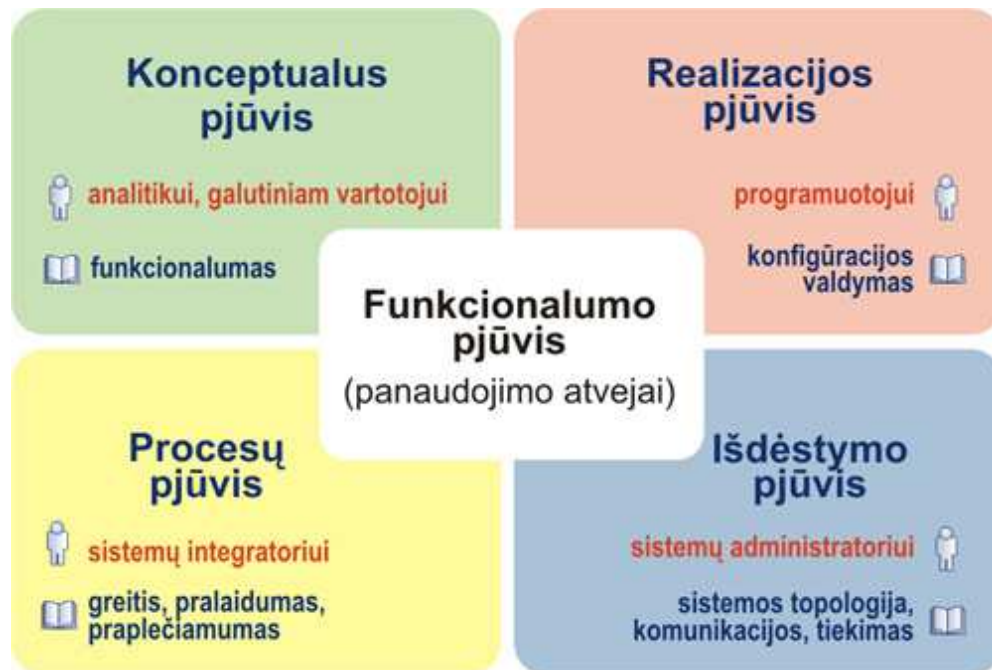 Konceptualus
pjūvis
analitikui, galutiniam vartotojui
funkcionalumas
Realizacijos
pjūvis
programuotojui
konfigūracijos
valdymas
Funkcionalumo
pjūvis
(panaudojimo atvejai)
Procesų
pjūvis
sistemų integratoriui
greitis, pralaidumas,
praplečiamumas
Išdėstymo
pjūvis
sistemų administratoriui
sistemos topologija,
komunikacijos, tiekimas